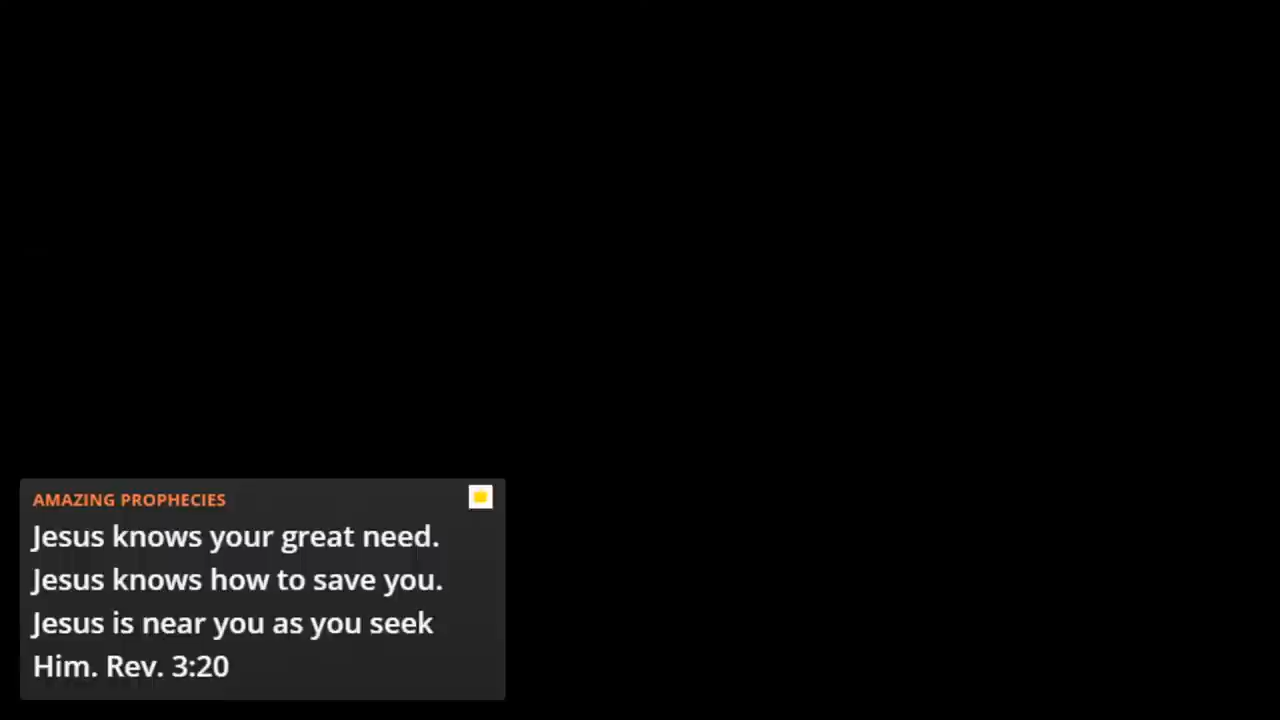 AMAZING PROPHECIES
Jesus knows your great need.
Jesus knows how to save you.
Jesus is near you as you seek
Him. Rev. 3:20